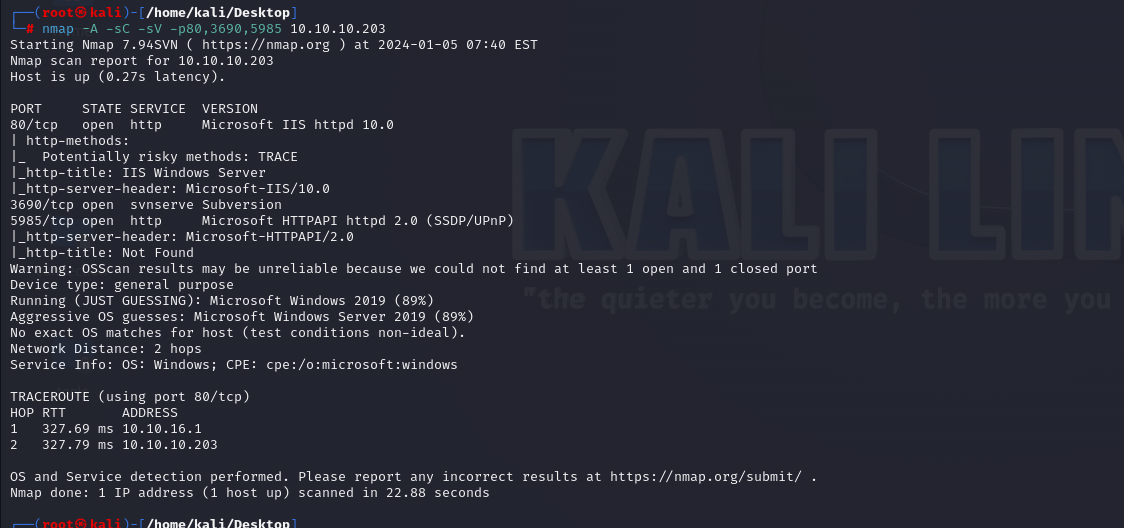 ┌──(root㉿kali)-[/home/kali/Desktop]
└─# nmap -A -sC -sV -p80,3690,5985 10.10.10.203
Starting Nmap 7.94SVN ( https://nmap.org ) at 2024-01-05 07:40 EST
Nmap scan report for 10.10.10.203
Host is up (0.27s latency).

PORT     STATE SERVICE  VERSION
80/tcp   open  http     Microsoft IIS httpd 10.0
| http-methods:
|_  Potentially risky methods: TRACE
|_http-title: IIS Windows Server
|_http-server-header: Microsoft-IIS/10.0
3690/tcp open  svnserve Subversion
5985/tcp open  http     Microsoft HTTPAPI httpd 2.0 (SSDP/UPnP)
|_http-server-header: Microsoft-HTTPAPI/2.0
|_http-title: Not Found
Warning: OSScan results may be unreliable because we could not find at least 1 open and 1 closed port
Device type: general purpose
Running (JUST GUESSING): Microsoft Windows 2019 (89%)
Aggressive OS guesses: Microsoft Windows Server 2019 (89%)
No exact OS matches for host (test conditions non-ideal).
Network Distance: 2 hops
Service Info: OS: Windows; CPE: cpe:/o:microsoft:windows

TRACEROUTE (using port 80/tcp)
HOP RTT       ADDRESS
1   327.69 ms 10.10.16.1
2   327.79 ms 10.10.10.203

OS and Service detection performed. Please report any incorrect results at https://nmap.org/submit/ .
Nmap done: 1 IP address (1 host up) scanned in 22.88 seconds

┌──(root㉿kali)-[/home/kali/Desktop]
KALI LI
"the quieter you become, the more you